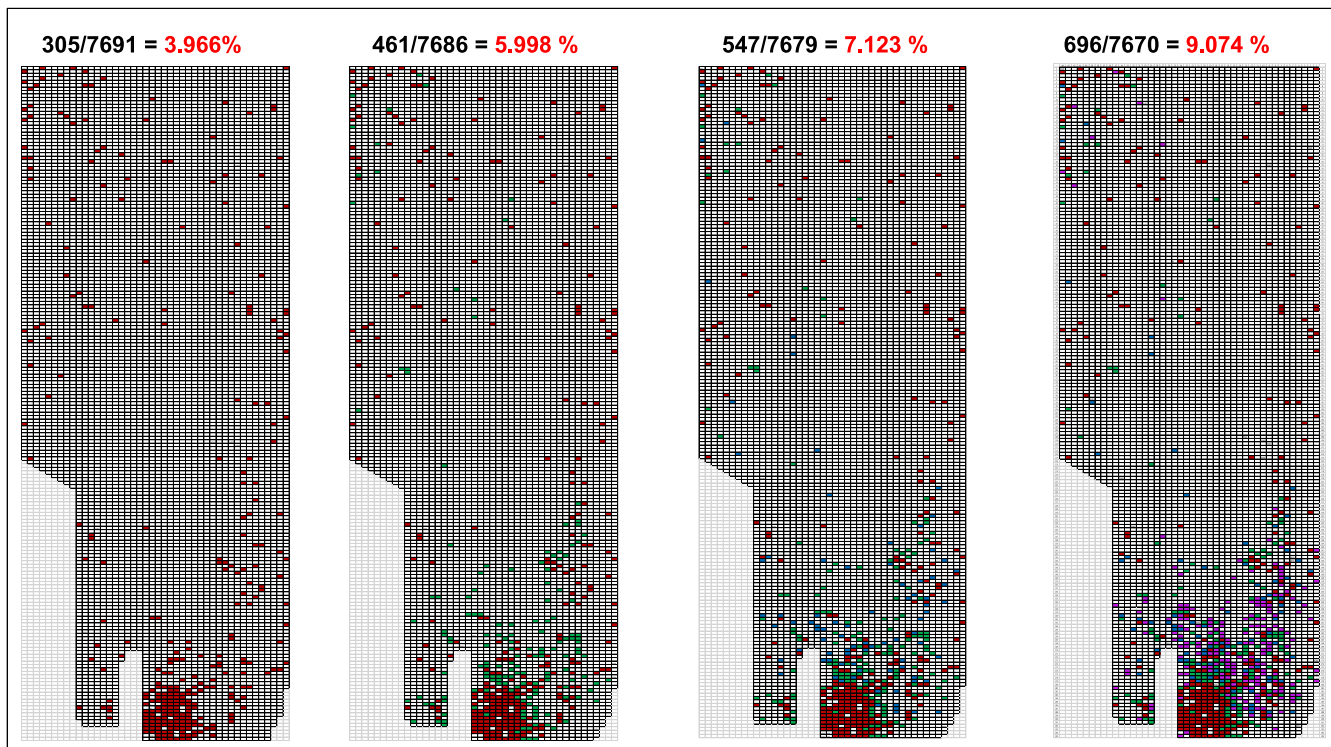 305/7691 = 3.966%
461/7686 = 5.998 %
547/7679 = 7.123 %
696/7670 = 9.074 %